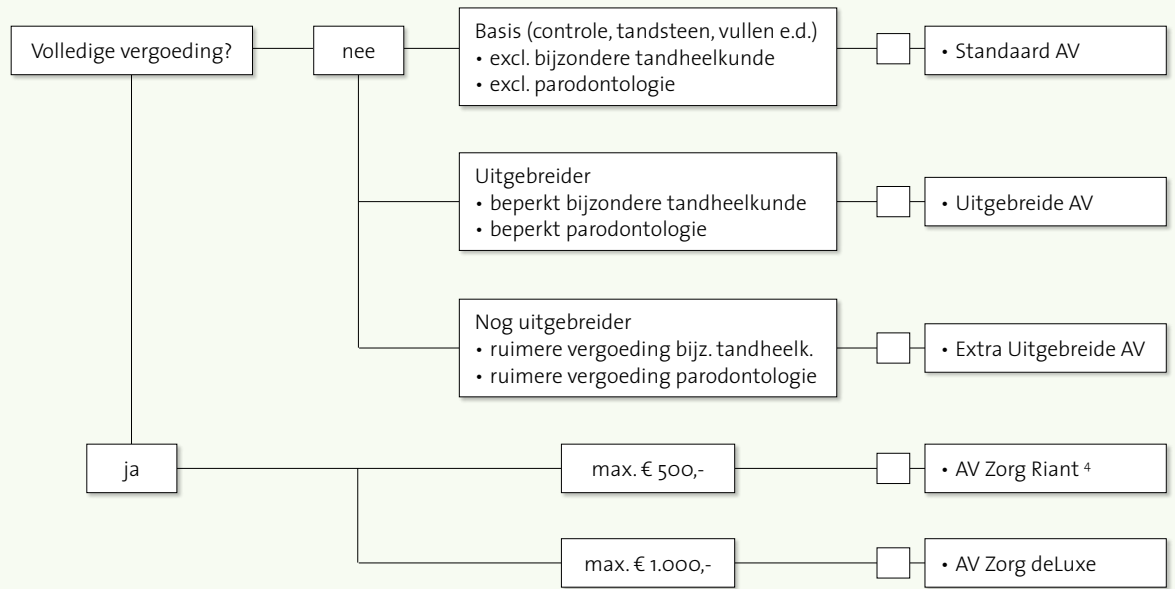 Volledige vergoeding?
nee
Basis (controle, tandsteen, vullen e.d.)
• excl. bijzondere tandheelkunde
• excl. parodontologie
• Standaard AV
Uitgebreider
• beperkt bijzondere tandheelkunde
• beperkt parodontologie
• Uitgebreide AV
Nog uitgebreider
• ruimere vergoeding bijz. tandheelk.
• ruimere vergoeding parodontologie
• Extra Uitgebreide AV
ja
max. € 500,-
• AV Zorg Riant 4
max. € 1.000,-
• AV Zorg deLuxe